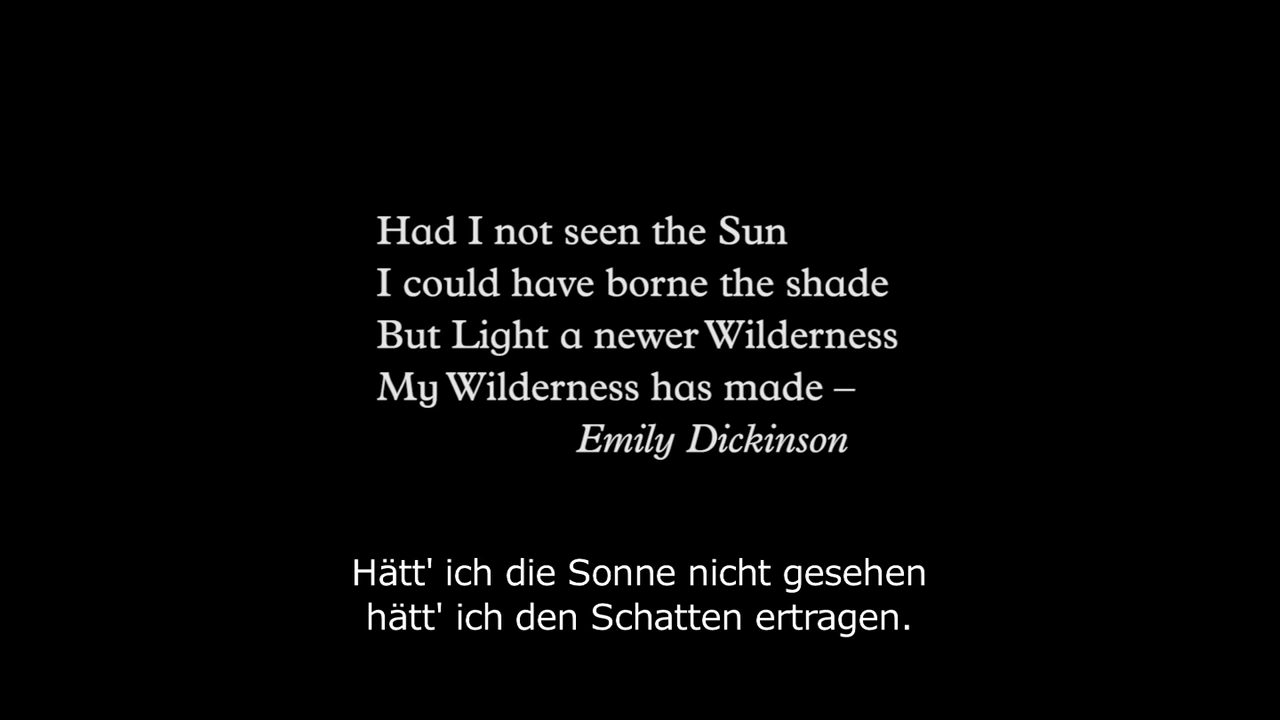 Had I not seen the Sun
I could have borne the shade
But Light a newer Wilderness
My Wilderness has made –
Emily Dickinson
Hätt' ich die Sonne nicht gesehen
hätt' ich den Schatten ertragen.